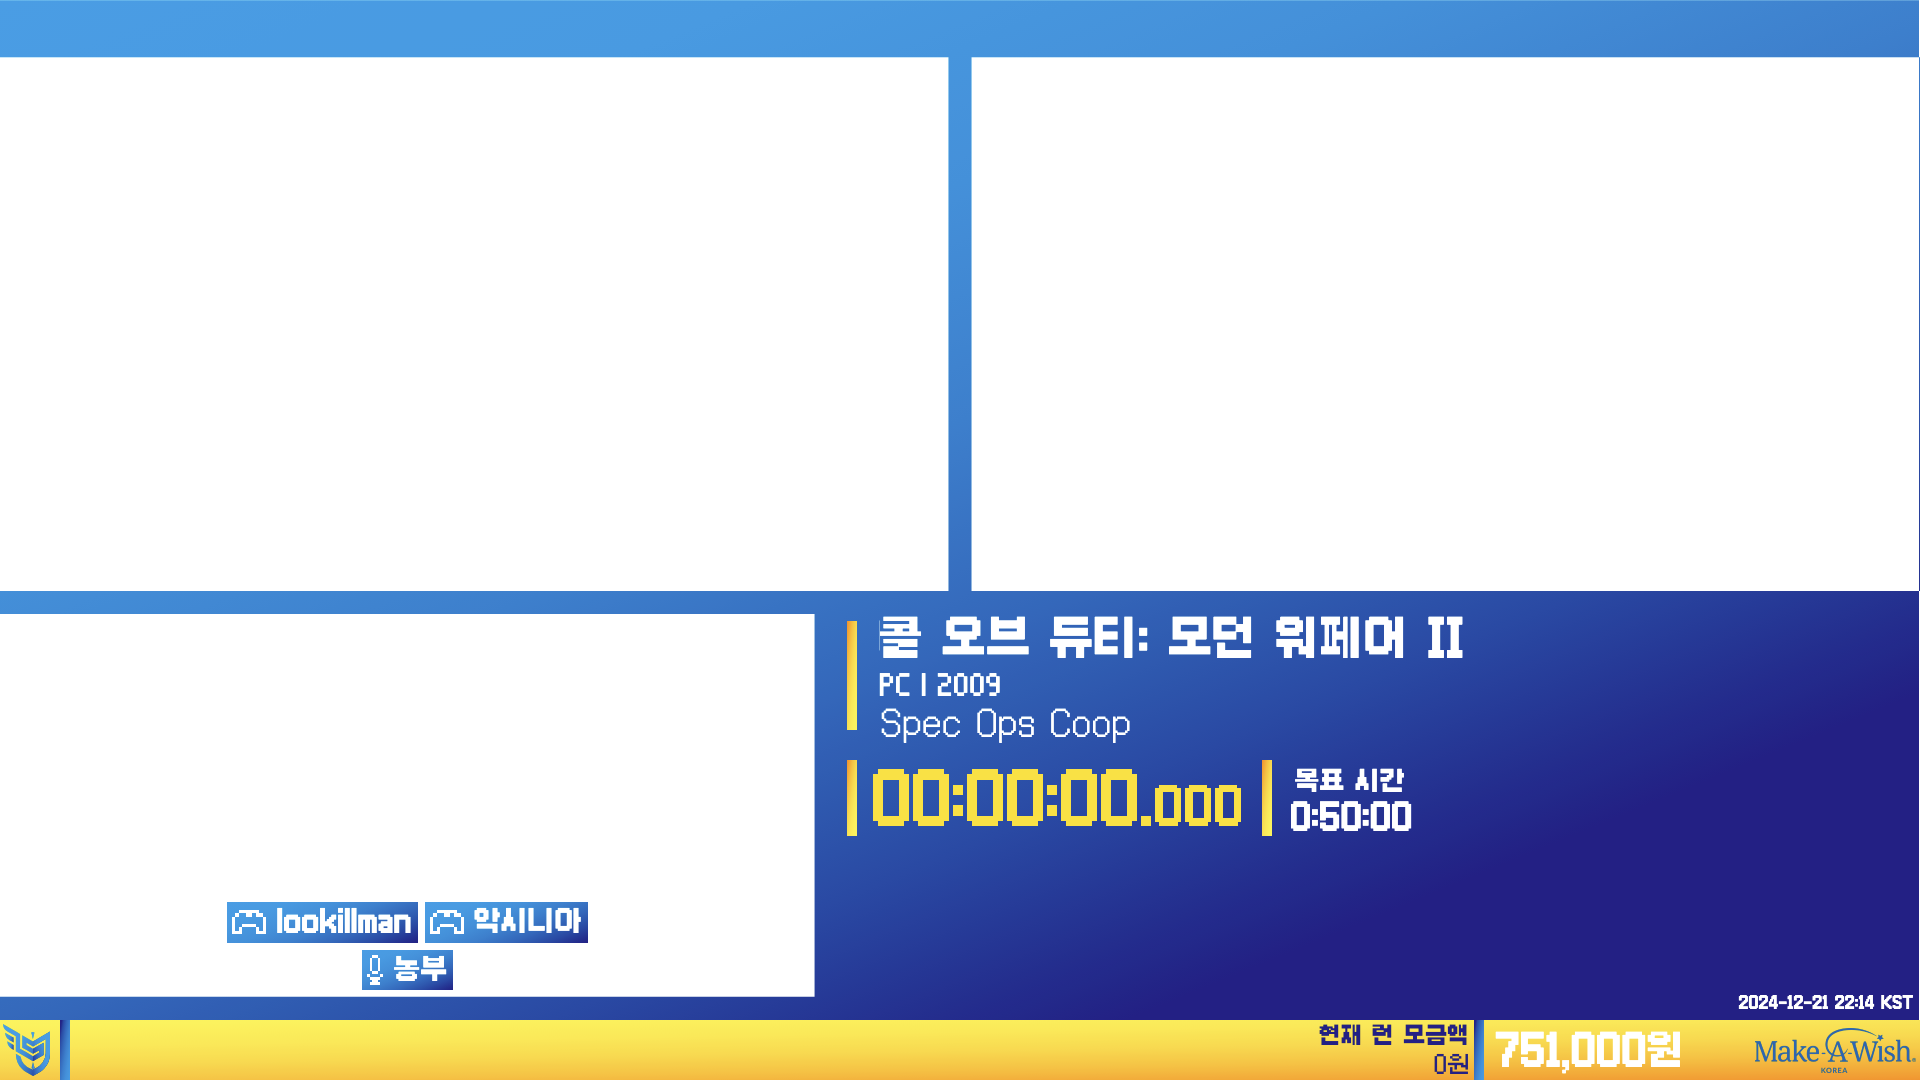 콜 오브 듀티: 모던 워페어 II
PC | 2009
Spec Ops Coop
00:00:00.000
목표 시간
0:50:00
lookillman
악시니아
농부
2024-12-21 22:14 KST
현재 런 모금액
0원
751,000원
Make-A-Wish.
KOREA